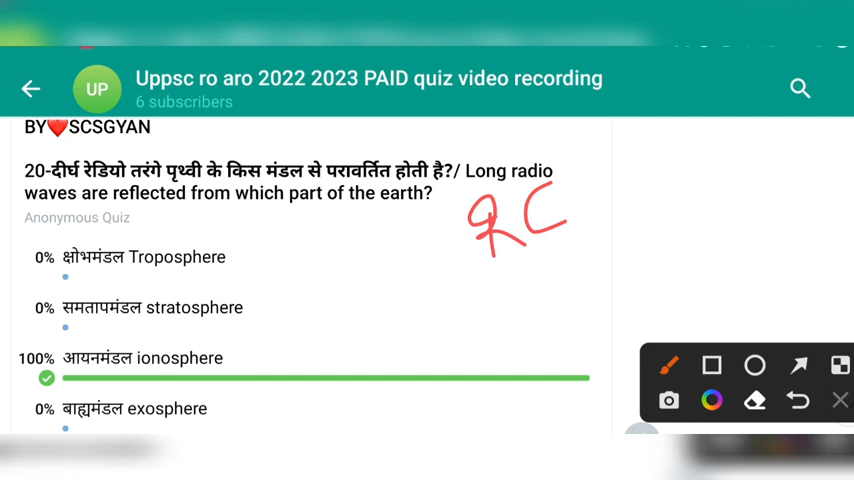 UP
Uppsc ro aro 2022 2023 PAID quiz video recording
6 subscribers
BY❤️SCSGYAN
20-दीर्घ रेडियो तरंगे पृथ्वी के किस मंडल से परावर्तित होती है?/ Long radio
waves are reflected from which part of the earth?
Anonymous Quiz
0% क्षोभमंडल Troposphere
0% समतापमंडल stratosphere
100% आयनमंडल ionosphere
0% बाह्यमंडल exosphere